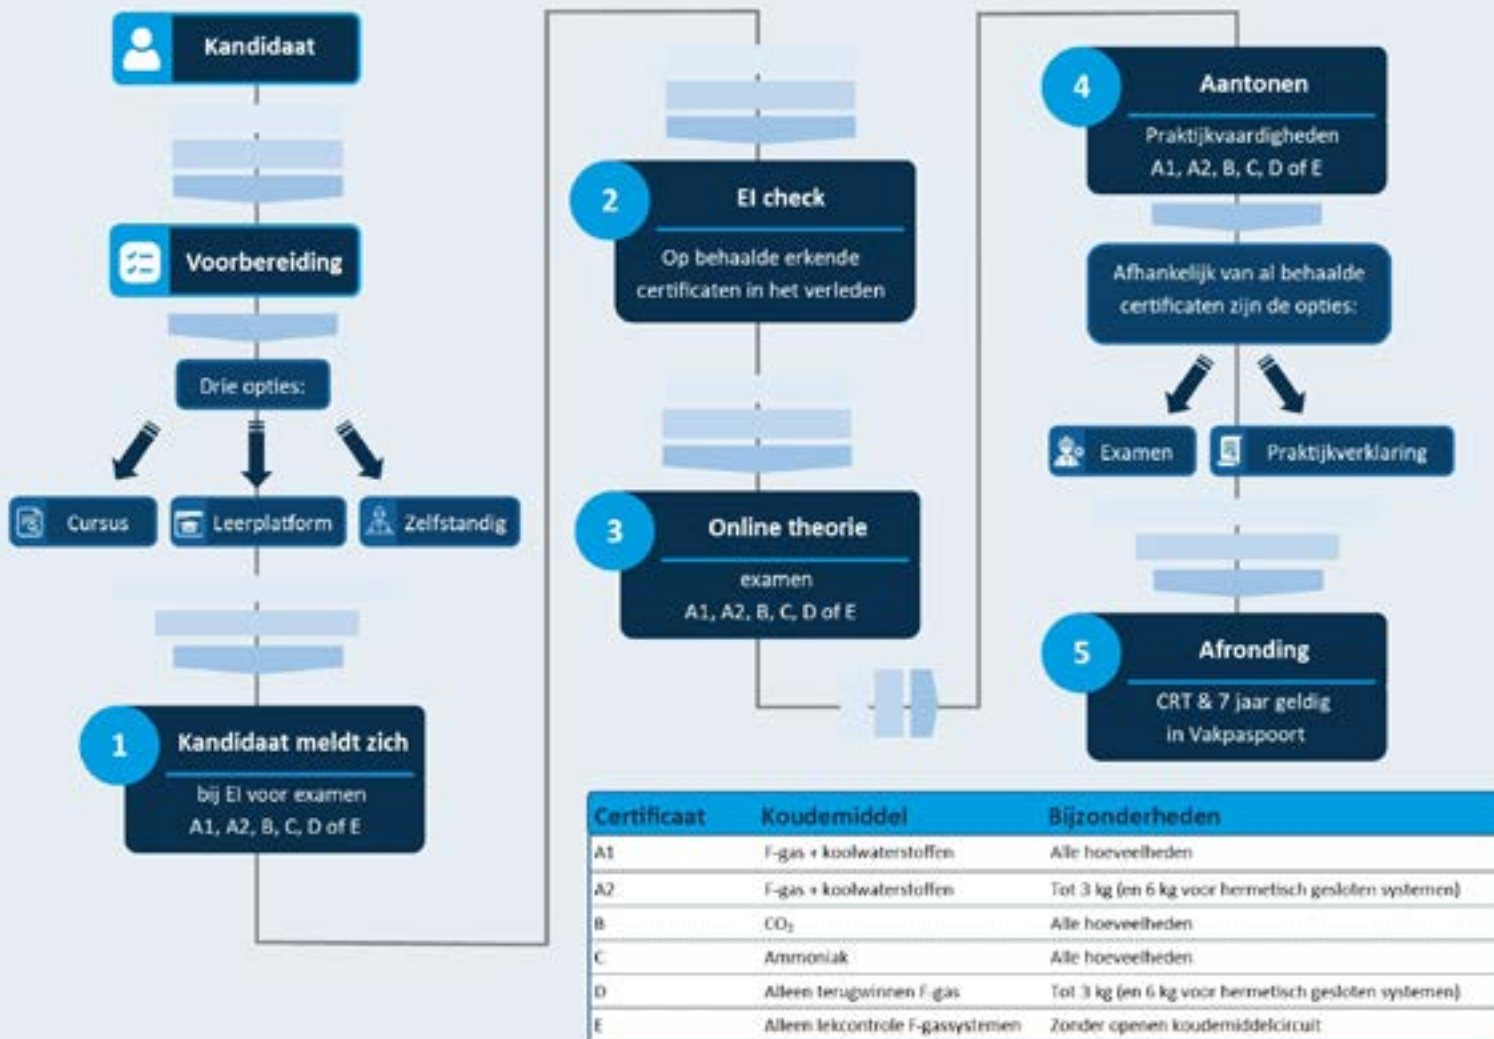 Kandidaat
Voorbereiding
Drie opties:
Cursus
Leerplatform
Zelfstandig
1
Kandidaat meldt zich
bij EI voor examen
A1, A2, B, C, D of E
2
EI check
Op behaalde erkende
certificaten in het verleden
3
Online theorie
examen
A1, A2, B, C, D of E
4
Aantonen
Praktijkvaardigheden
A1, A2, B, C, D of E
Afhankelijk van al behaalde
certificaten zijn de opties:
Examen
Praktijkverklaring
5
Afronding
CRT & 7 jaar geldig
in Vakpaspoort
Certificaat Koudemiddel Bijzonderheden
A1 F-gas + koolwaterstoffen Alle hoeveelheden
A2 F-gas + koolwaterstoffen Tot 3 kg (en 6 kg voor hermetisch gesloten systemen)
B CO₂ Alle hoeveelheden
C Ammoniak Alle hoeveelheden
D Alleen terugwinnen F-gas Tot 3 kg (en 6 kg voor hermetisch gesloten systemen)
E Alleen lekcontrole F-gassystemen Zonder openen koudemiddelcircuit